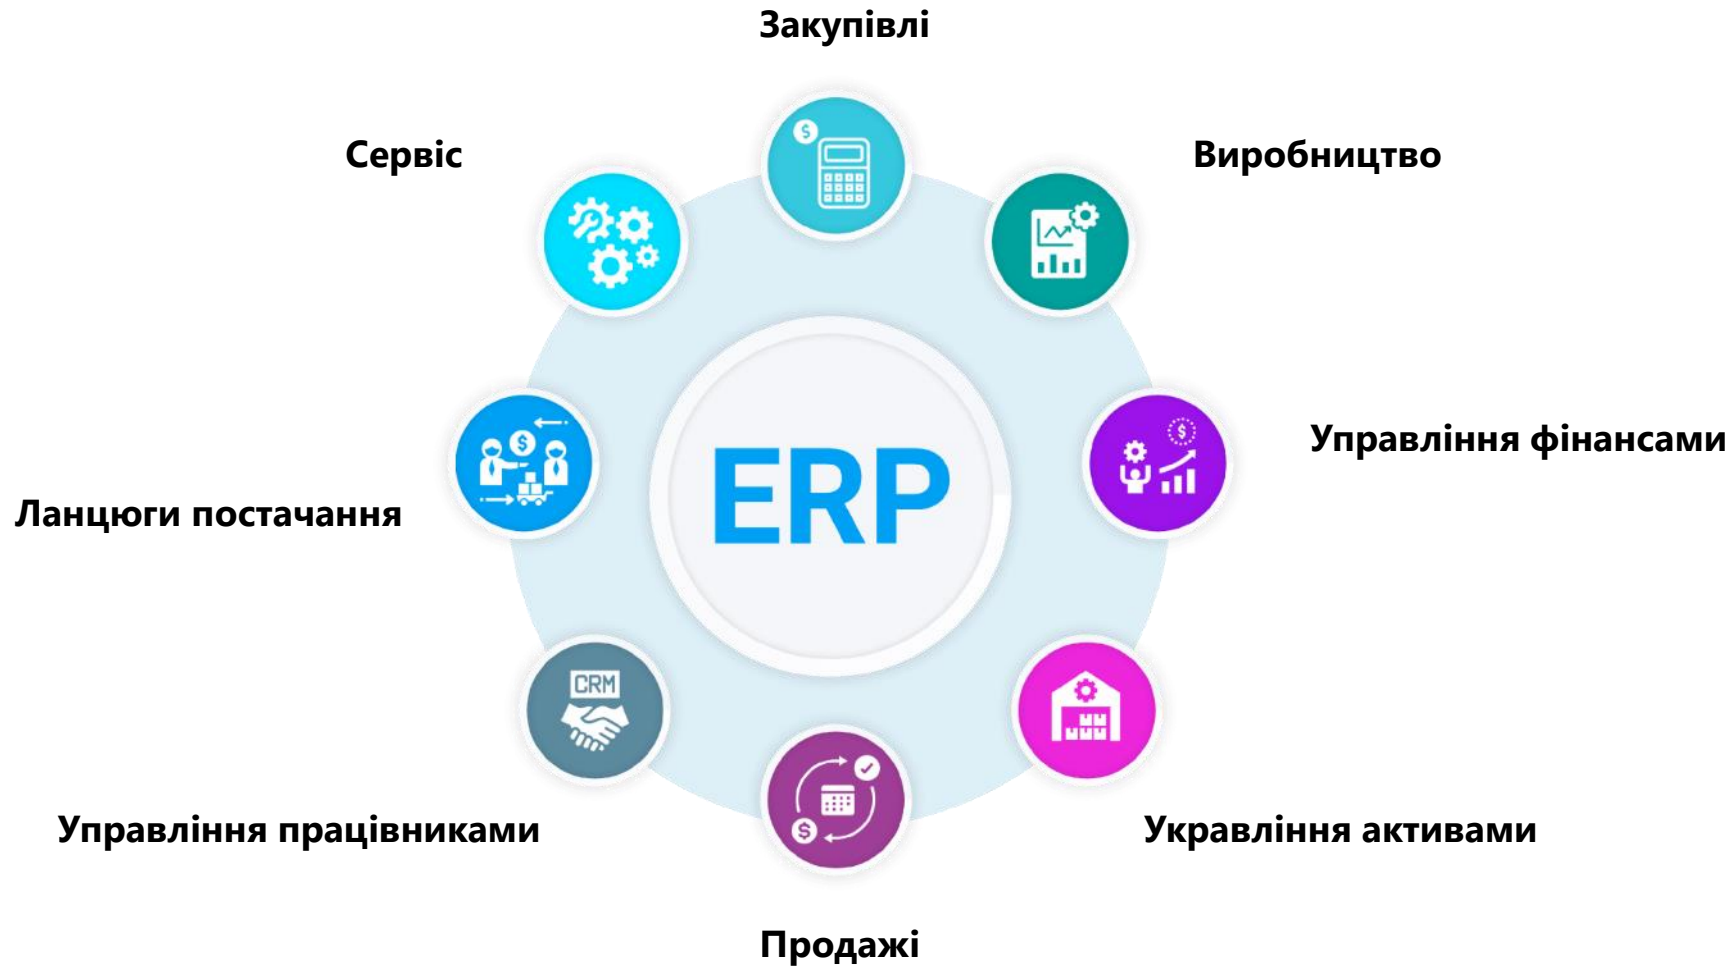 Закупівлі
Сервіс
Виробництво
Управління фінансами
ERP
Ланцюги постачання
CRM
Управління працівниками
Укравління активами
Продажі